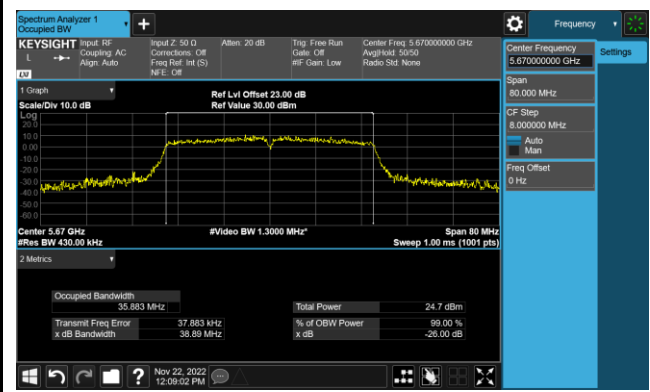 Spectrum Analyzer 1
Occupied BW
Frequency
KEYSIGHT
L
LXI
Input: RF
Coupling: AC
Align: Auto
Input Z: 50 Ω
Corrections: Off
Freq Ref: Int (S)
NFE: Off
Atten: 20 dB
Trig: Free Run
Gate: Off
#IF Gain: Low
Center Freq: 5.670000000 GHz
Avg|Hold: 50/50
Radio Std: None
Center Frequency
5.670000000 GHz
Settings
Span
80.000 MHz
CF Step
8.000000 MHz
Auto
Man
Freq Offset
0 Hz
1 Graph
Scale/Div 10.0 dB
Ref Lvl Offset 23.00 dB
Ref Value 30.00 dBm
Log
20.0
10.0
0.00
-10.0
-20.0
-30.0
-40.0
-50.0
-60.0
Center 5.67 GHz
#Video BW 1.3000 MHz*
Span 80 MHz
#Res BW 430.00 kHz
Sweep 1.00 ms (1001 pts)
2 Metrics
Occupied Bandwidth
35.883 MHz
Total Power 24.7 dBm
Transmit Freq Error 37.883 kHz
% of OBW Power 99.00 %
x dB Bandwidth 38.89 MHz
x dB -26.00 dB
?
Nov 22, 2022
12:09:02 PM